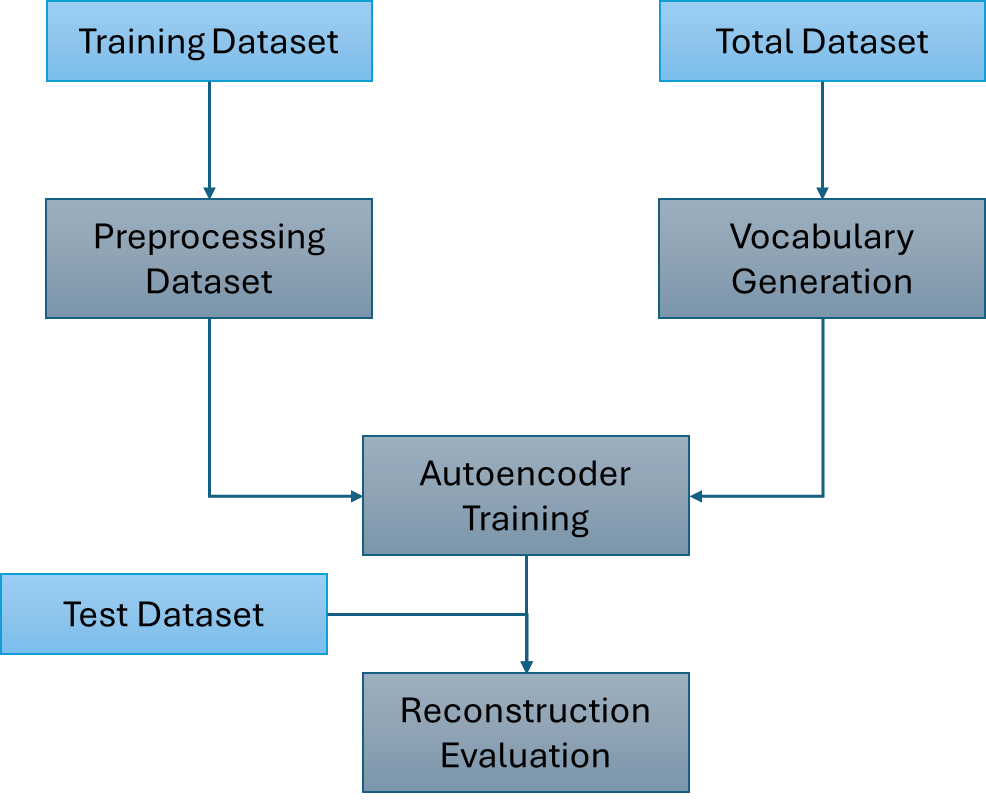 Training Dataset
Total Dataset
Preprocessing
Dataset
Vocabulary
Generation
Autoencoder
Training
Test Dataset
Reconstruction
Evaluation